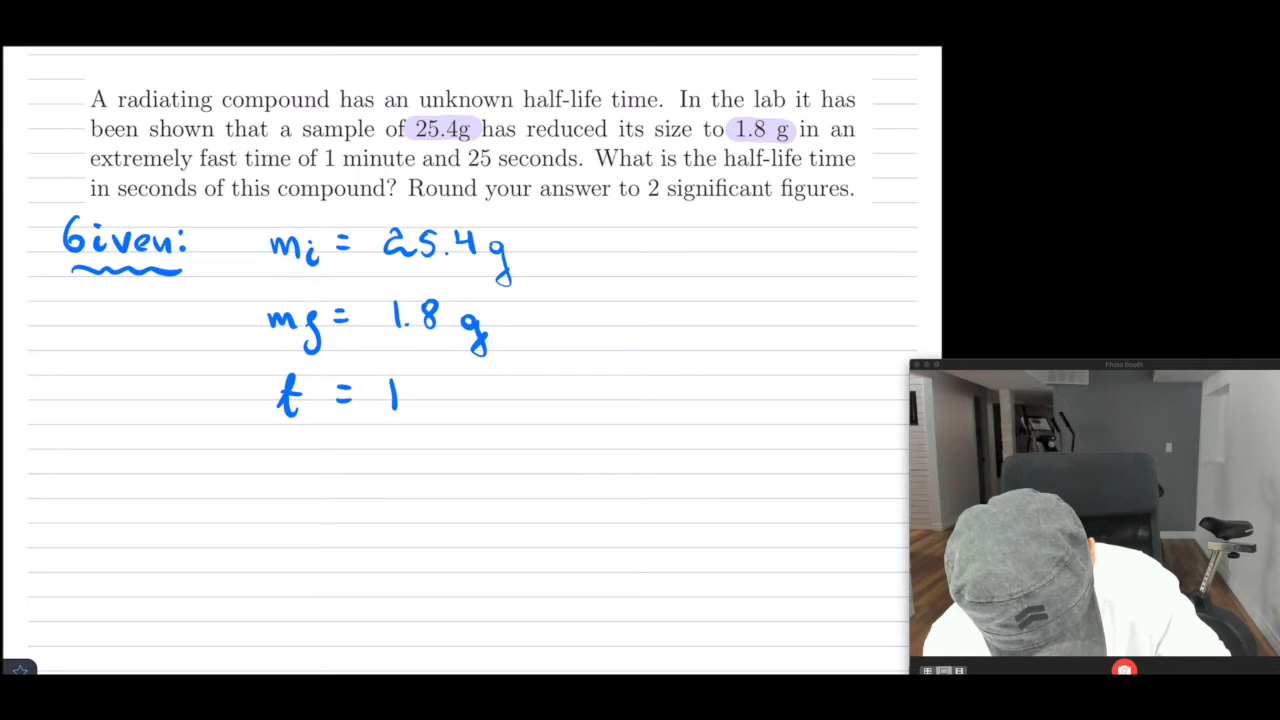 A radiating compound has an unknown half-life time. In the lab it has
been shown that a sample of 25.4g has reduced its size to 1.8 g in an
extremely fast time of 1 minute and 25 seconds. What is the half-life time
in seconds of this compound? Round your answer to 2 significant figures.
Given: mi = 25.4 g
mf = 1.8 g
t = 1
Photo Booth